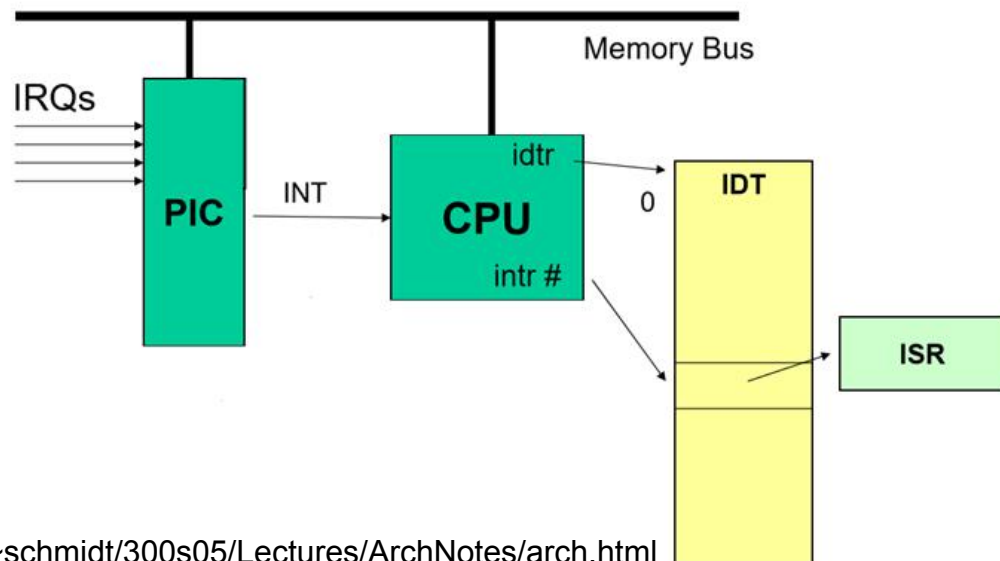 Memory Bus
IRQs
idtr
IDT
0
INT
PIC
CPU
intr #
ISR
schmidt/300s05/Lectures/ArchNotes/arch.html